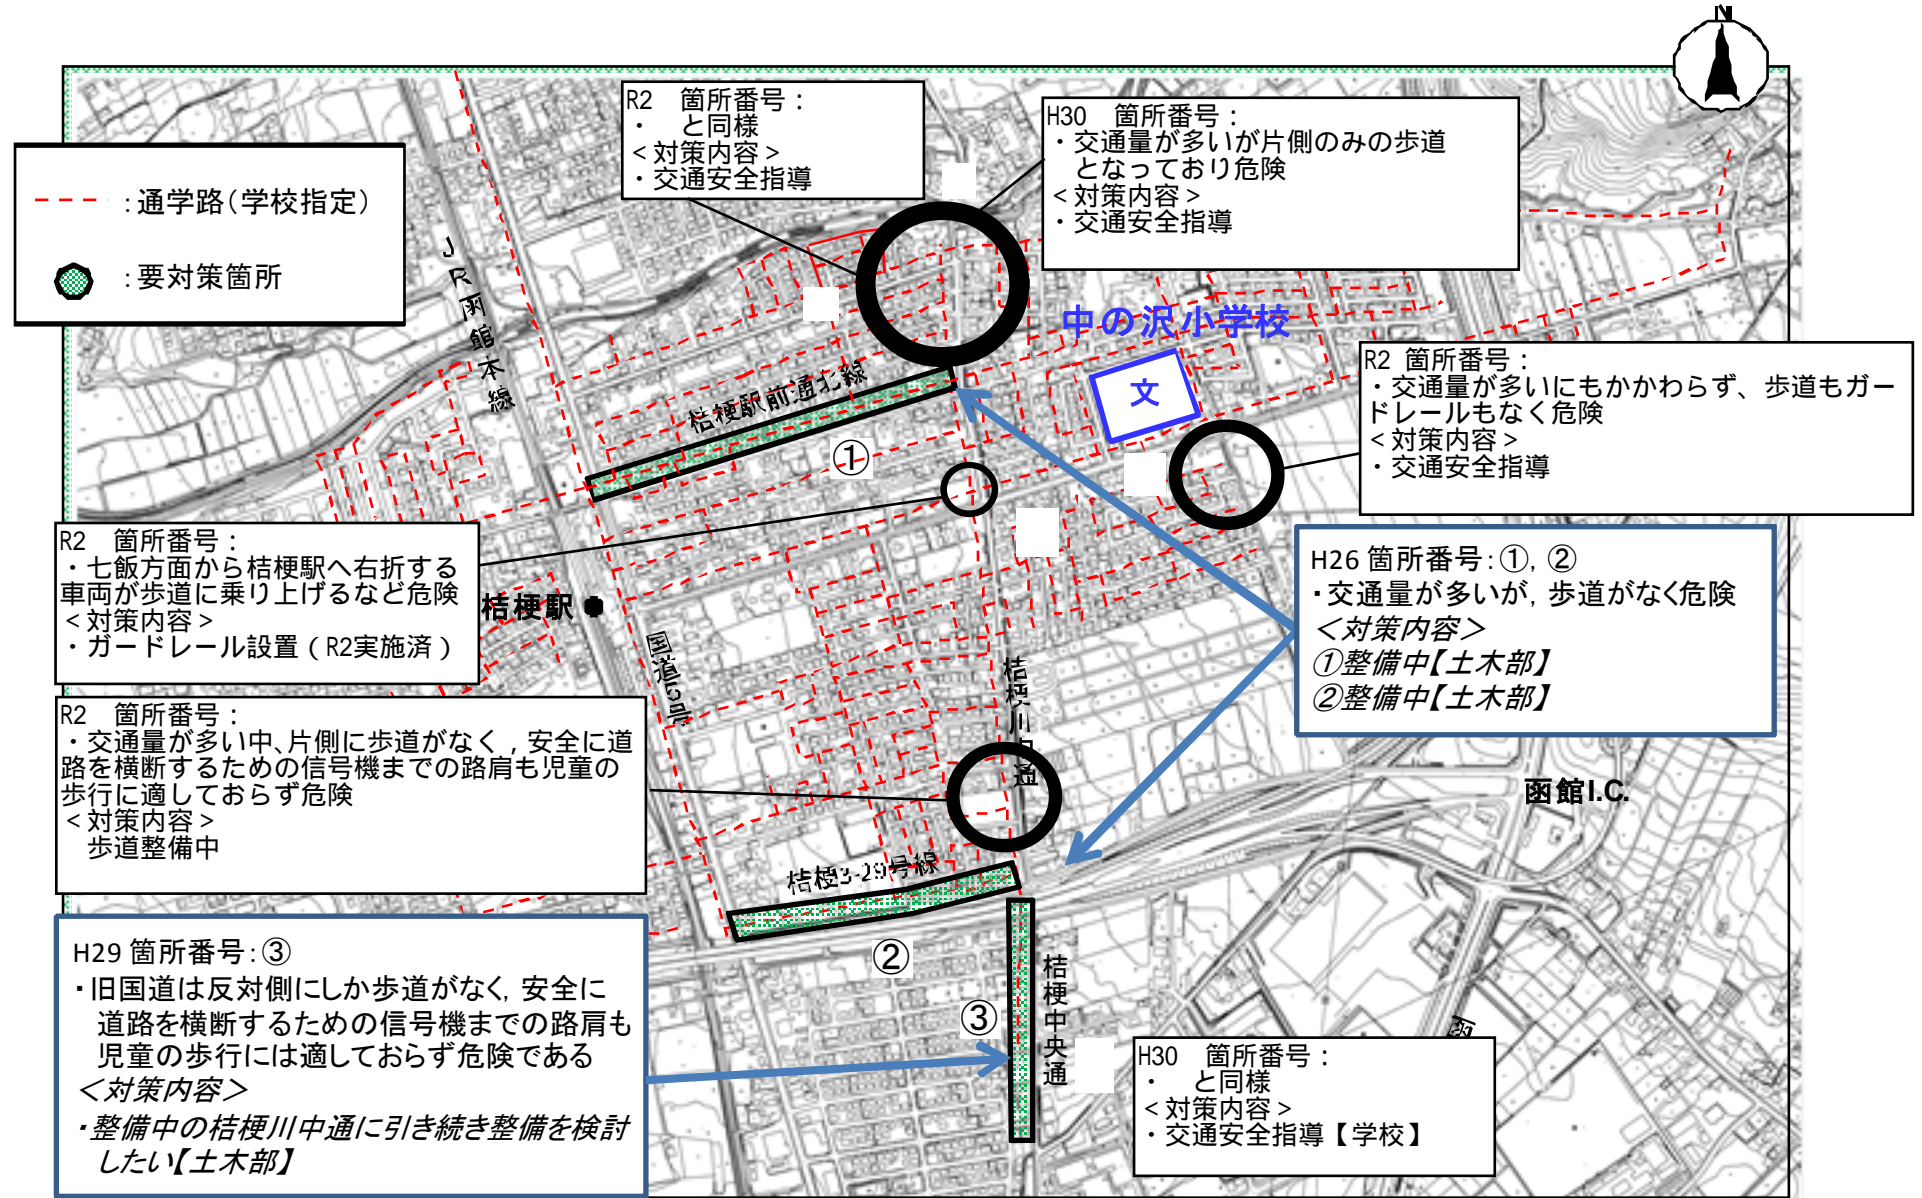 N
R2 箇所番号：
・ と同様
<対策内容>
・交通安全指導
H30 箇所番号：
・交通量が多いが片側のみの歩道
となっており危険
<対策内容>
・交通安全指導
：通学路（学校指定）
：要対策箇所
JR函館本線
中の沢小学校
文
桔梗駅前通北線
①
R2 箇所番号：
・交通量が多いにもかかわらず、歩道もガー
ドレールもなく危険
<対策内容>
・交通安全指導
R2 箇所番号：
・七飯方面から桔梗駅へ右折する
車両が歩道に乗り上げるなど危険
<対策内容>
・ガードレール設置（R2実施済）
桔梗駅
国道5号
H26 箇所番号：①，②
・交通量が多いが，歩道がなく危険
＜対策内容＞
①整備中【土木部】
②整備中【土木部】
R2 箇所番号：
・交通量が多い中、片側に歩道がなく，安全に道
路を横断するための信号機までの路肩も児童の
歩行に適しておらず危険
<対策内容>
歩道整備中
桔梗川中通
函館I.C.
桔梗3-29号線
②
H29 箇所番号：③
・旧国道は反対側にしか歩道がなく，安全に
道路を横断するための信号機までの路肩も
児童の歩行には適しておらず危険である
＜対策内容＞
・整備中の桔梗川中通に引き続き整備を検討
したい【土木部】
③
桔梗中央通
函
H30 箇所番号：
・ と同様
<対策内容>
・交通安全指導【学校】